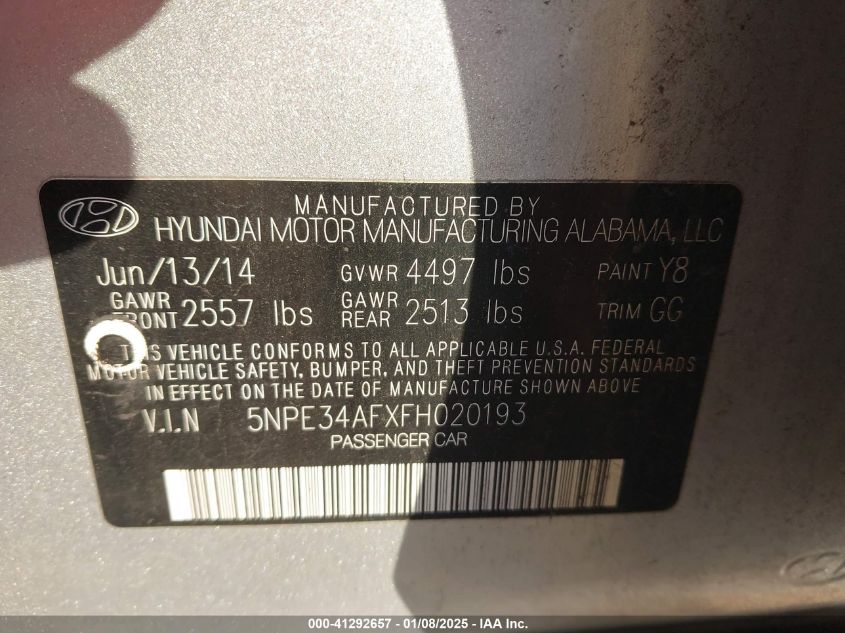 MANUFACTURED BY
HYUNDAI MOTOR MANUFACTURING ALABAMA, LLC
Jun/13/14 GVWR 4497 lbs PAINT Y8
GAWR FRONT 2557 lbs GAWR REAR 2513 lbs TRIM GG
THIS VEHICLE CONFORMS TO ALL APPLICABLE U.S.A. FEDERAL
MOTOR VEHICLE SAFETY, BUMPER, AND THEFT PREVENTION STANDARDS
IN EFFECT ON THE DATE OF MANUFACTURE SHOWN ABOVE
V.I.N 5NPE34AFXFH020193
PASSENGER CAR
000-41292657 - 01/08/2025 - IAA Inc.